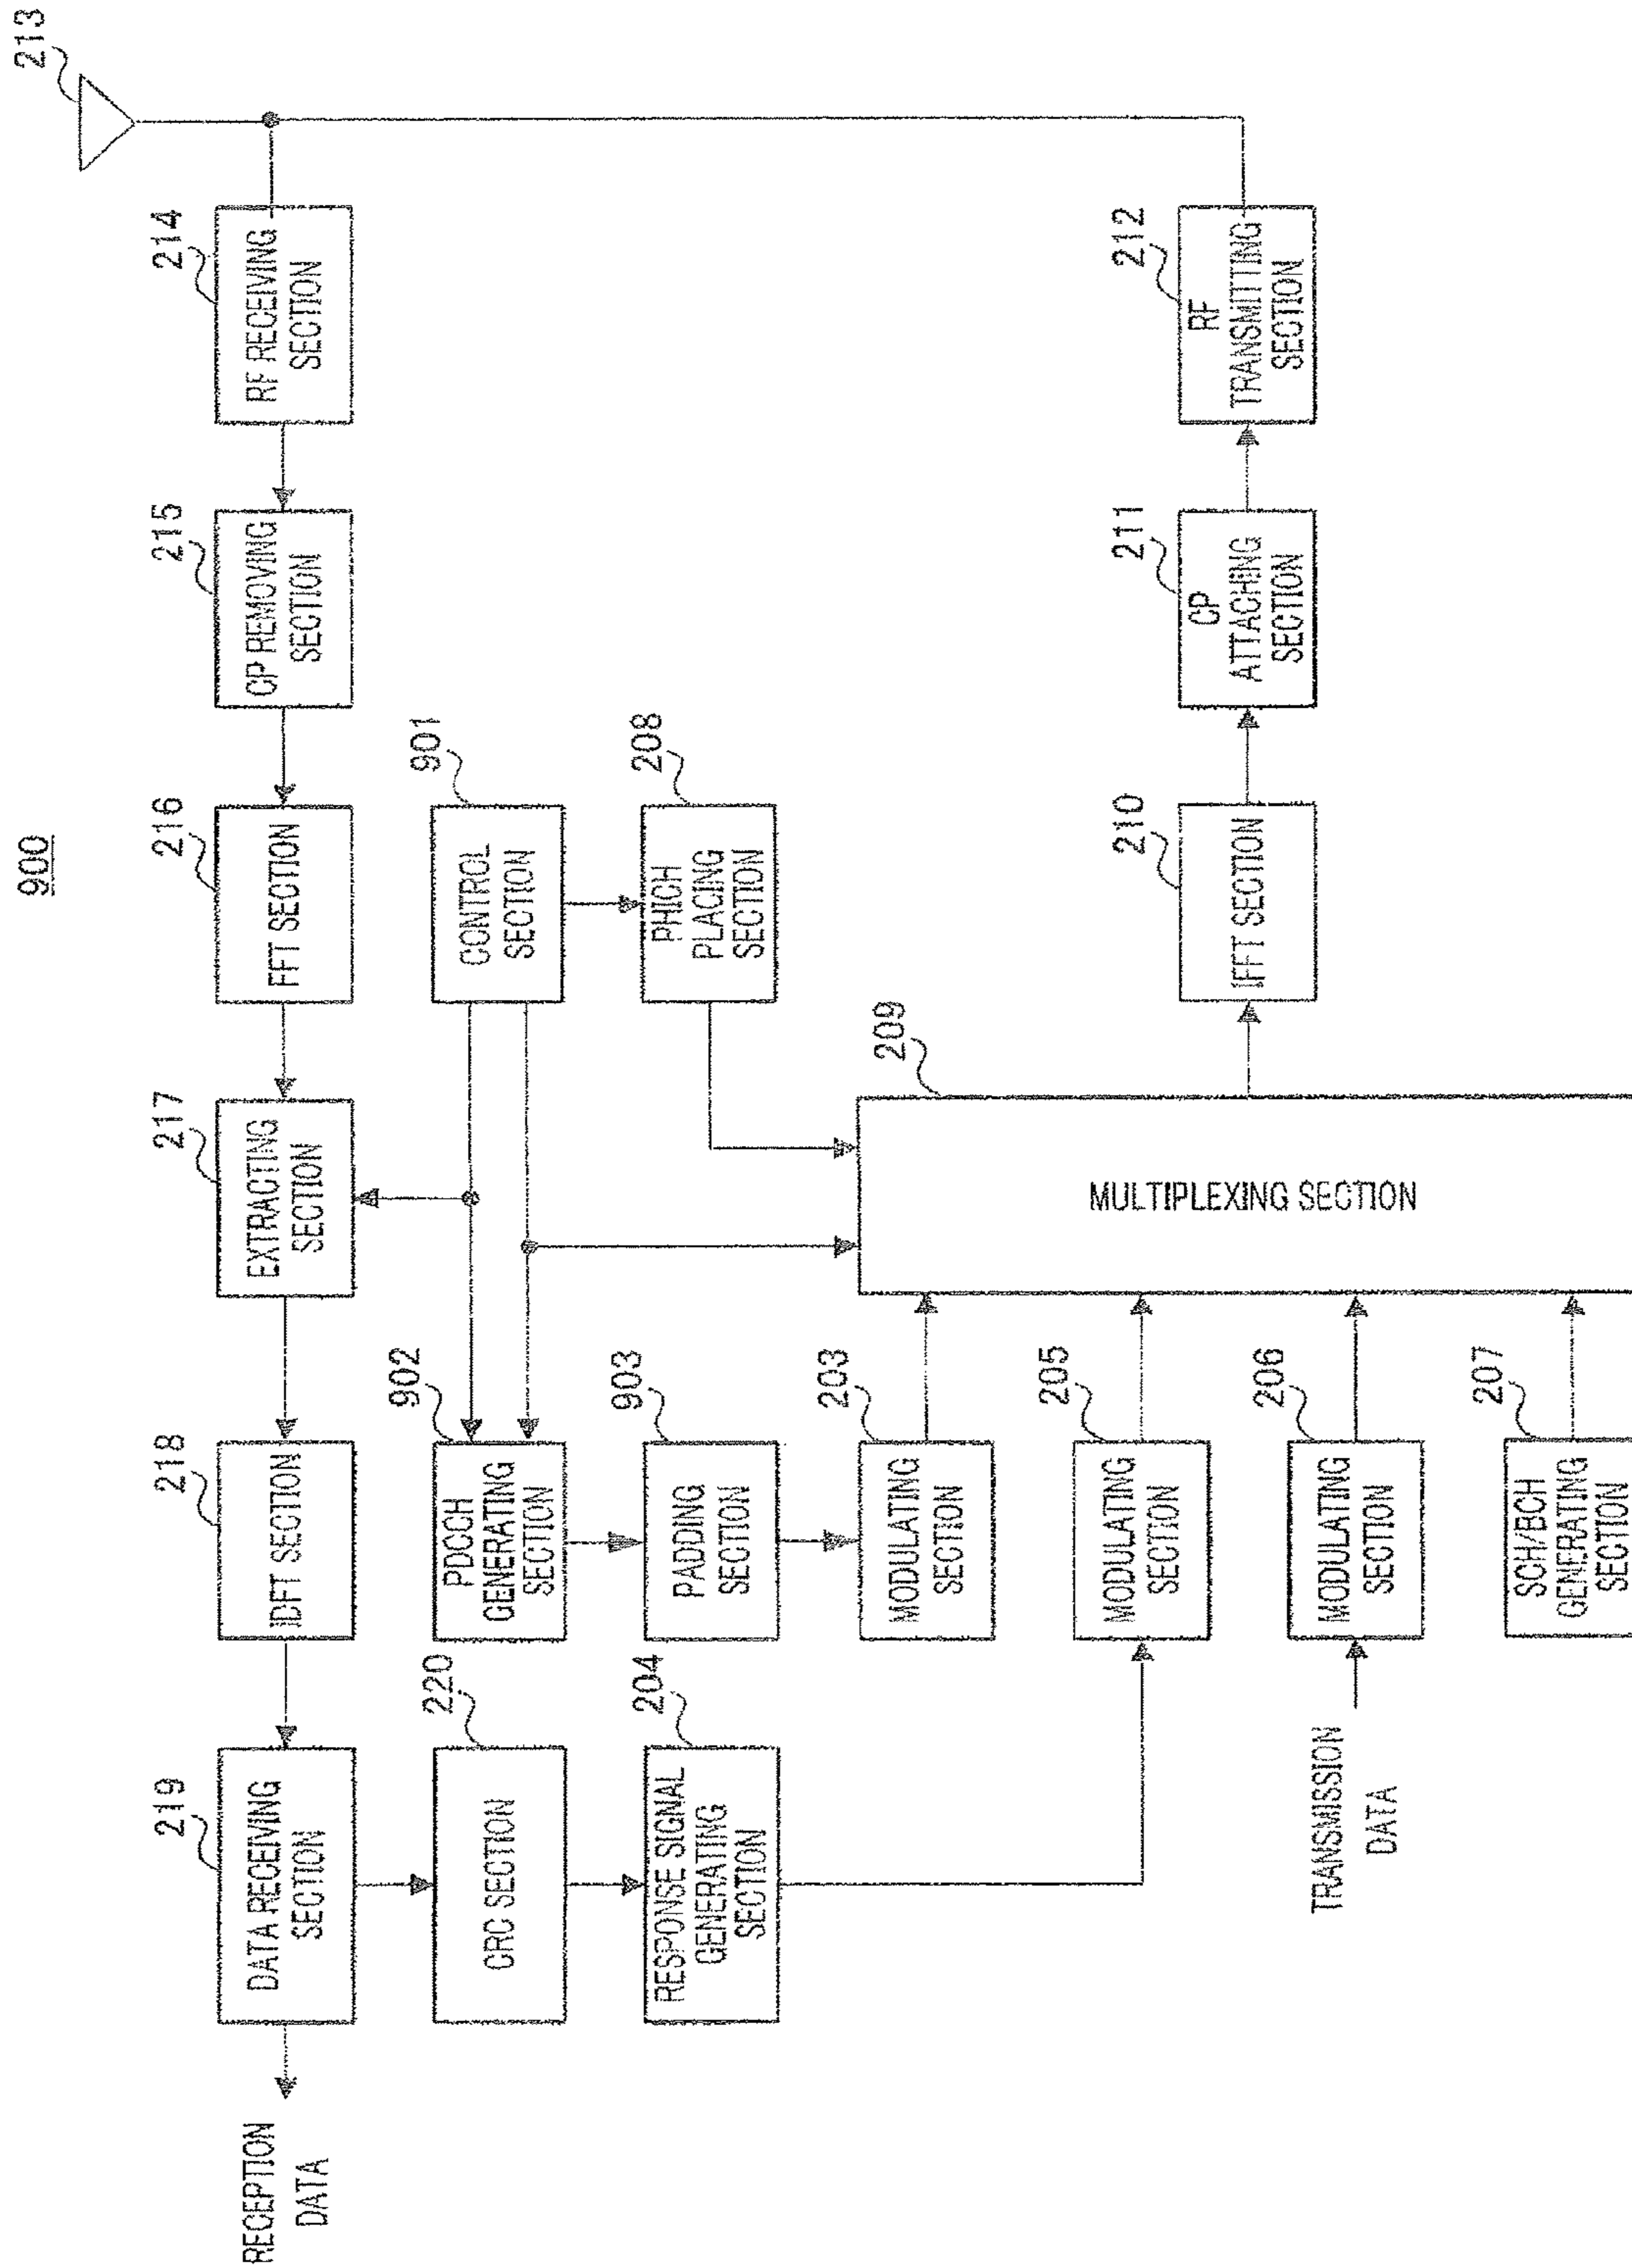 900
213
219
DATA RECEIVING
SECTION
218
IDFT SECTION
217
EXTRACTING
SECTION
216
FFT SECTION
215
CP REMOVING
SECTION
214
RF RECEIVING
SECTION
RECEPTION
DATA
220
CRC SECTION
902
PDCCH
GENERATING
SECTION
901
CONTROL
SECTION
204
RESPONSE SIGNAL
GENERATING
SECTION
903
PADDING
SECTION
208
PHICH
PLACING
SECTION
203
MODULATING
SECTION
209
MULTIPLEXING SECTION
205
MODULATING
SECTION
210
IFFT SECTION
211
CP
ATTACHING
SECTION
212
RF
TRANSMITTING
SECTION
TRANSMISSION
DATA
206
MODULATING
SECTION
207
SCH/BCH
GENERATING
SECTION